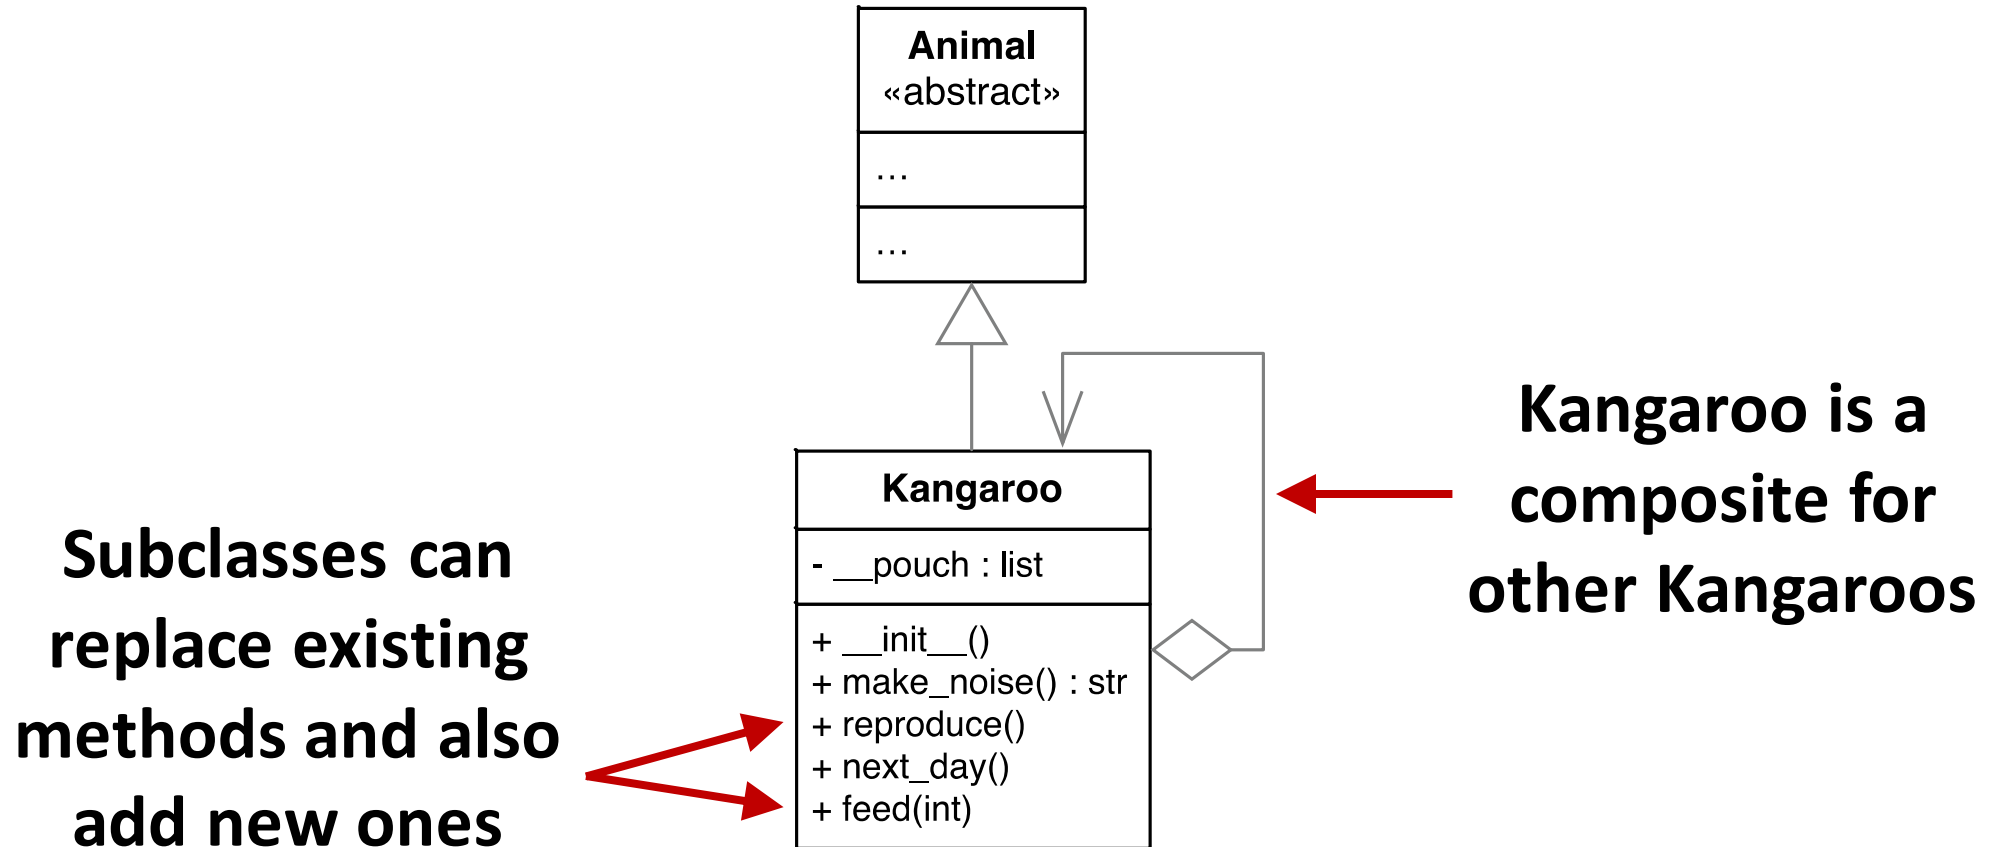 Animal
«abstract»
...
...
Kangaroo
- __pouch : list
+ __init__()
+ make_noise() : str
+ reproduce()
+ next_day()
+ feed(int)
Subclasses can
replace existing
methods and also
add new ones
Kangaroo is a
composite for
other Kangaroos